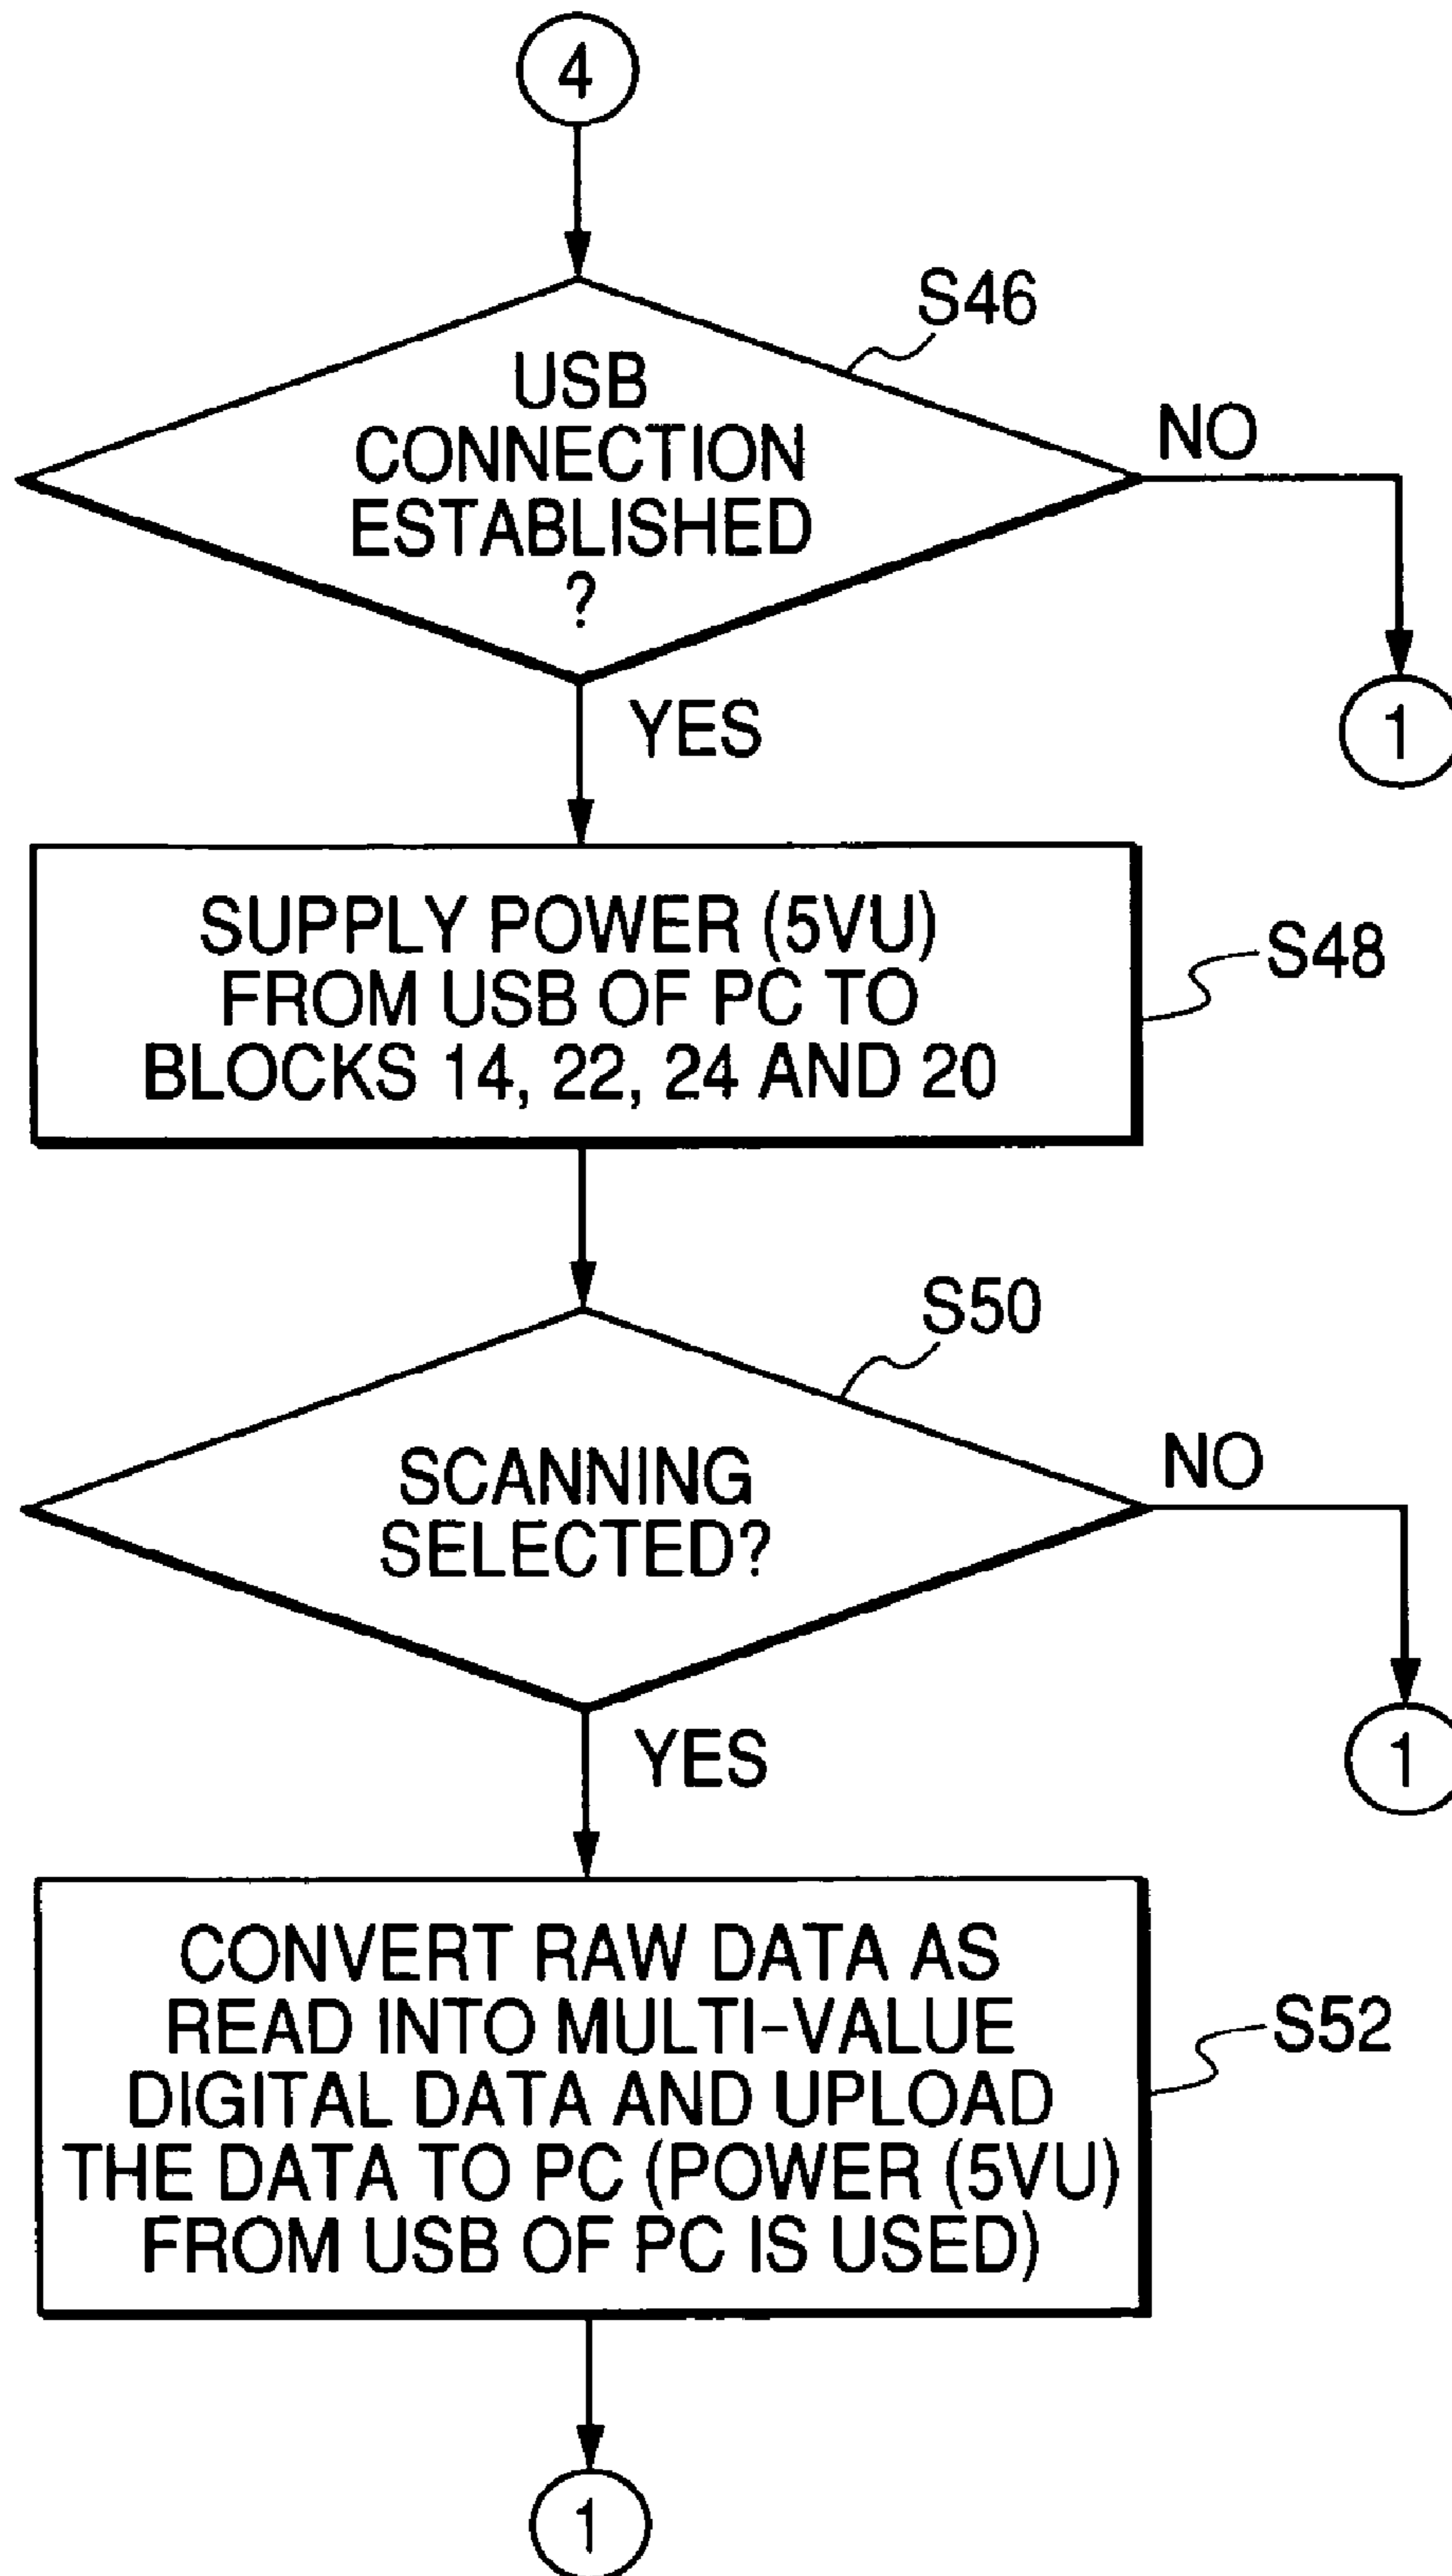 4
S46
USB
CONNECTION
ESTABLISHED
?
NO
1
YES
SUPPLY POWER (5VU)
FROM USB OF PC TO
BLOCKS 14, 22, 24 AND 20
S48
S50
SCANNING
SELECTED?
NO
1
YES
CONVERT RAW DATA AS
READ INTO MULTI-VALUE
DIGITAL DATA AND UPLOAD
THE DATA TO PC (POWER (5VU)
FROM USB OF PC IS USED)
S52
1